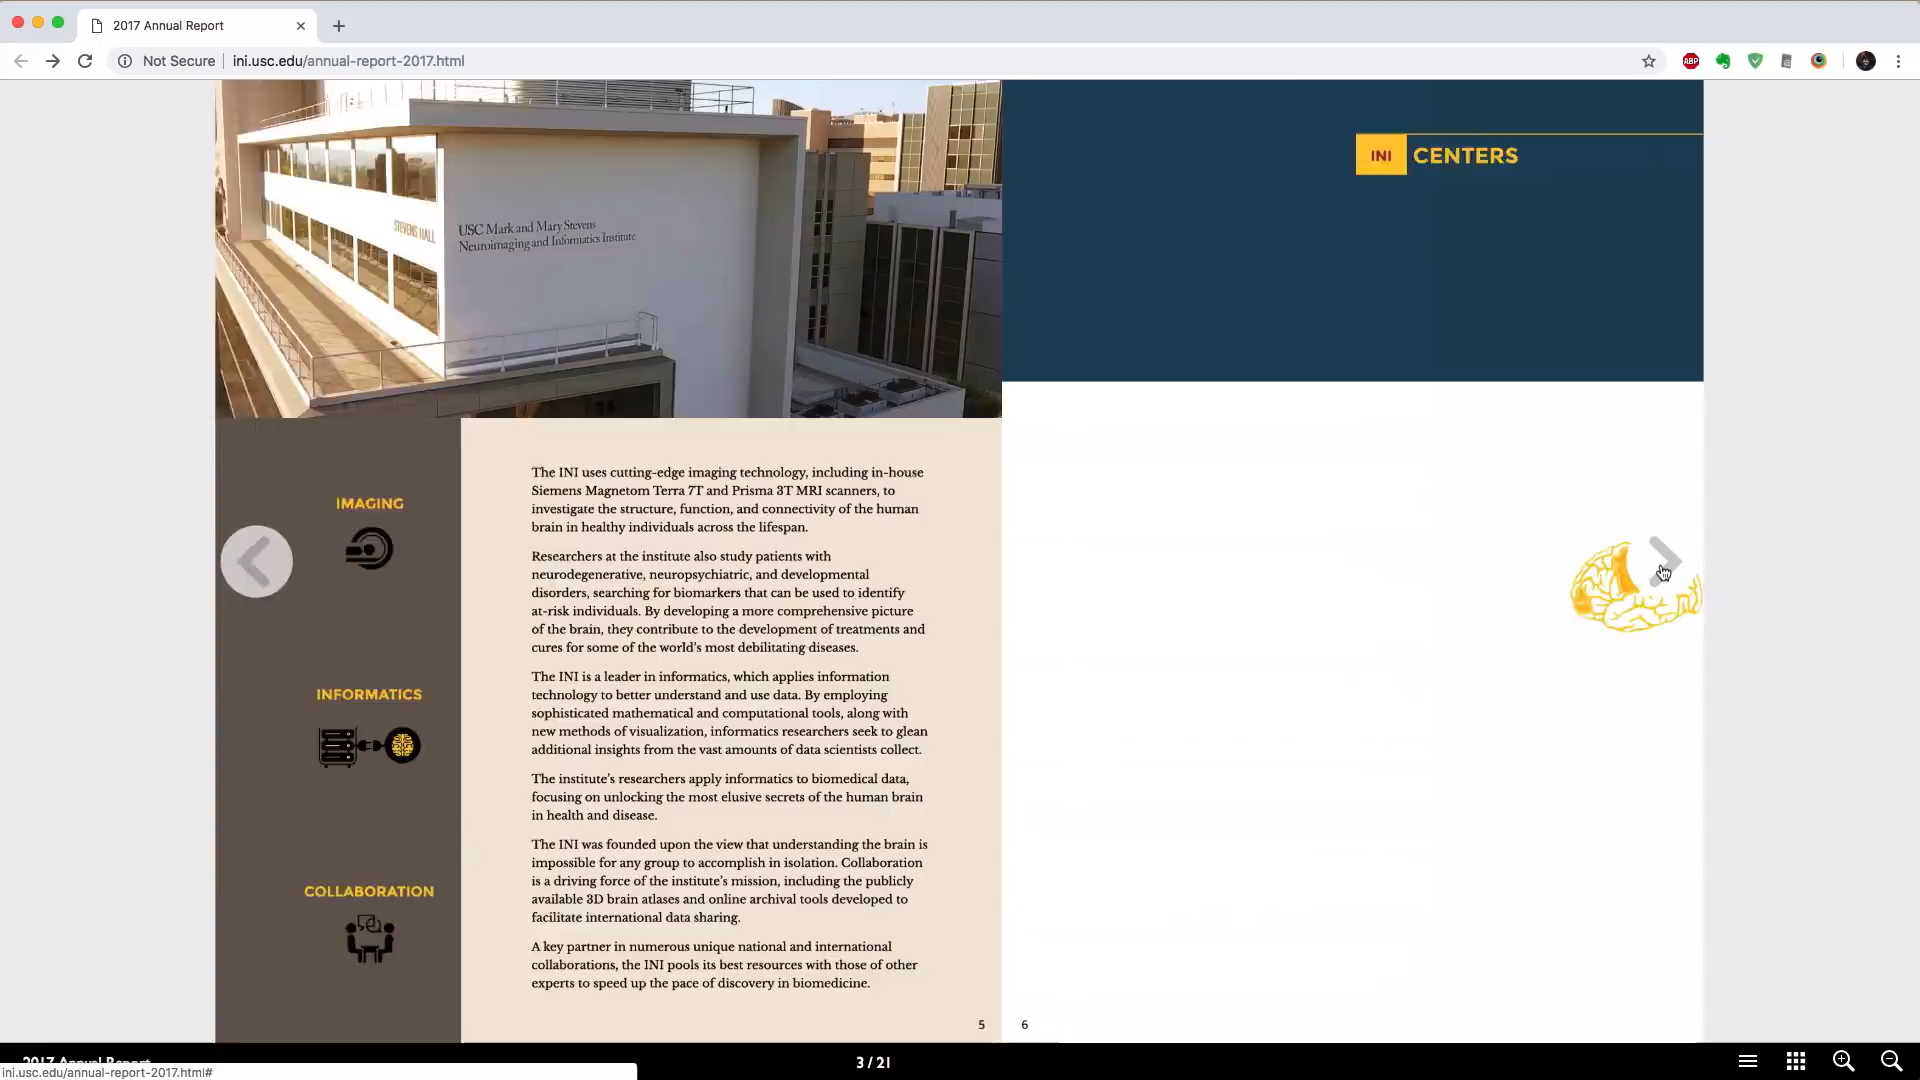 2017 Annual Report
Not Secure
ini.usc.edu/annual-report-2017.html
ABP
STEVENS HALL
USC Mark and Mary Stevens
Neuroimaging and Informatics Institute
INI CENTERS
IMAGING
INFORMATICS
COLLABORATION
The INI uses cutting-edge imaging technology, including in-house
Siemens Magnetom Terra 7T and Prisma 3T MRI scanners, to
investigate the structure, function, and connectivity of the human
brain in healthy individuals across the lifespan.
Researchers at the institute also study patients with
neurodegenerative, neuropsychiatric, and developmental
disorders, searching for biomarkers that can be used to identify
at-risk individuals. By developing a more comprehensive picture
of the brain, they contribute to the development of treatments and
cures for some of the world's most debilitating diseases.
The INI is a leader in informatics, which applies information
technology to better understand and use data. By employing
sophisticated mathematical and computational tools, along with
new methods of visualization, informatics researchers seek to glean
additional insights from the vast amounts of data scientists collect.
The institute's researchers apply informatics to biomedical data,
focusing on unlocking the most elusive secrets of the human brain
in health and disease.
The INI was founded upon the view that understanding the brain is
impossible for any group to accomplish in isolation. Collaboration
is a driving force of the institute's mission, including the publicly
available 3D brain atlases and online archival tools developed to
facilitate international data sharing.
A key partner in numerous unique national and international
collaborations, the INI pools its best resources with those of other
experts to speed up the pace of discovery in biomedicine.
5
6
2017 Annual Report
3 / 21
ini.usc.edu/annual-report-2017.html#